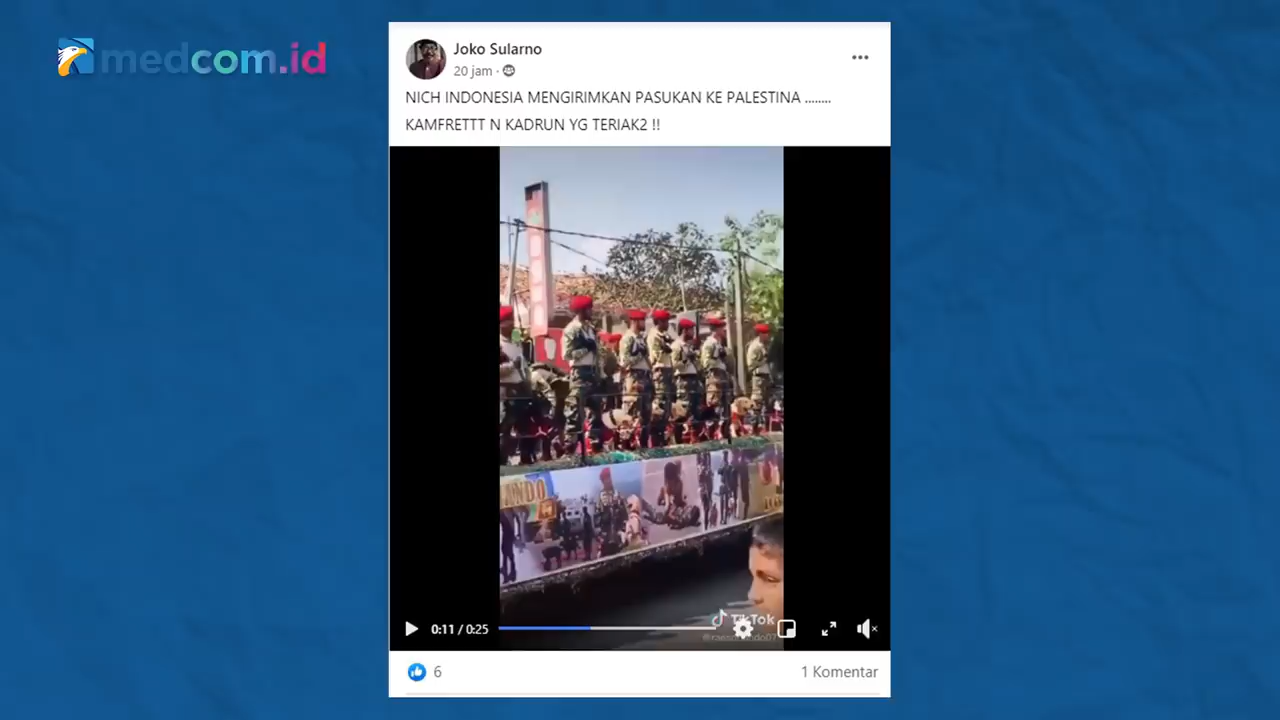 medcom.id
Joko Sularno
20 jam ·
NICH INDONESIA MENGIRIMKAN PASUKAN KE PALESTINA ........
KAMFRETTT N KADRUN YG TERIAK2 !!
ANDO
0:11 / 0:25
TikTok
6
1 Komentar